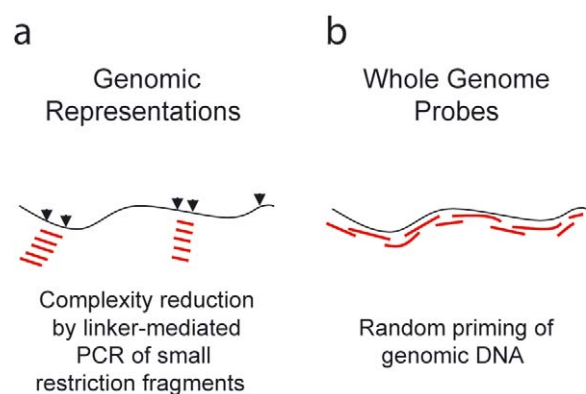 a
Genomic
Representations
Complexity reduction
by linker-mediated
PCR of small
restriction fragments
b
Whole Genome
Probes
Random priming of
genomic DNA